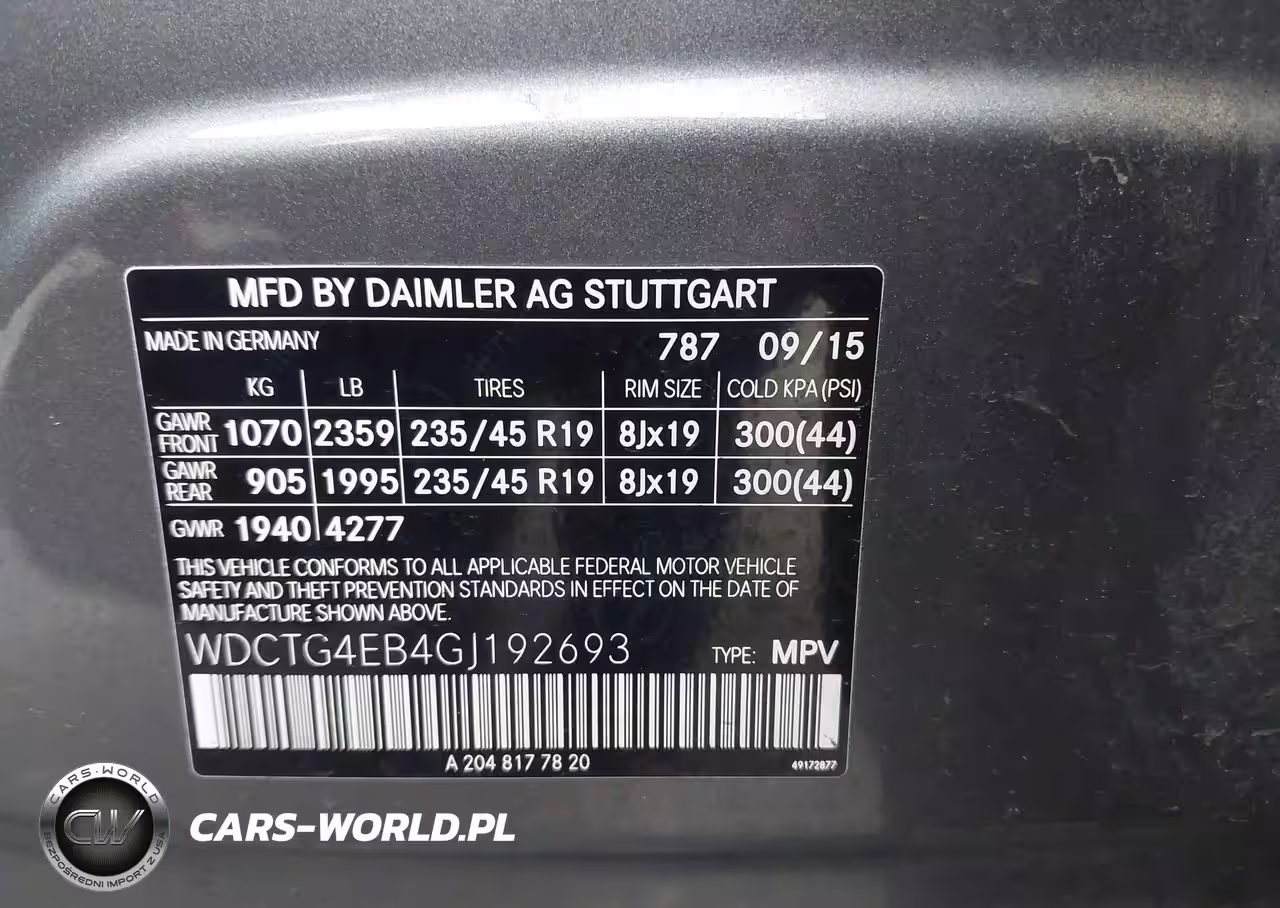 MFD BY DAIMLER AG STUTTGART
MADE IN GERMANY 787 09/15
KG LB TIRES RIM SIZE COLD KPA (PSI)
GAWR FRONT 1070 2359 235/45 R19 8Jx19 300(44)
GAWR REAR 905 1995 235/45 R19 8Jx19 300(44)
GVWR 1940 4277
THIS VEHICLE CONFORMS TO ALL APPLICABLE FEDERAL MOTOR VEHICLE
SAFETY AND THEFT PREVENTION STANDARDS IN EFFECT ON THE DATE OF
MANUFACTURE SHOWN ABOVE.
WDCTG4EB4GJ192693 TYPE: MPV
A 204 817 78 20 49172877
CARS-WORLD
CW
BEZPOŚREDNI IMPORT Z USA
CARS-WORLD.PL